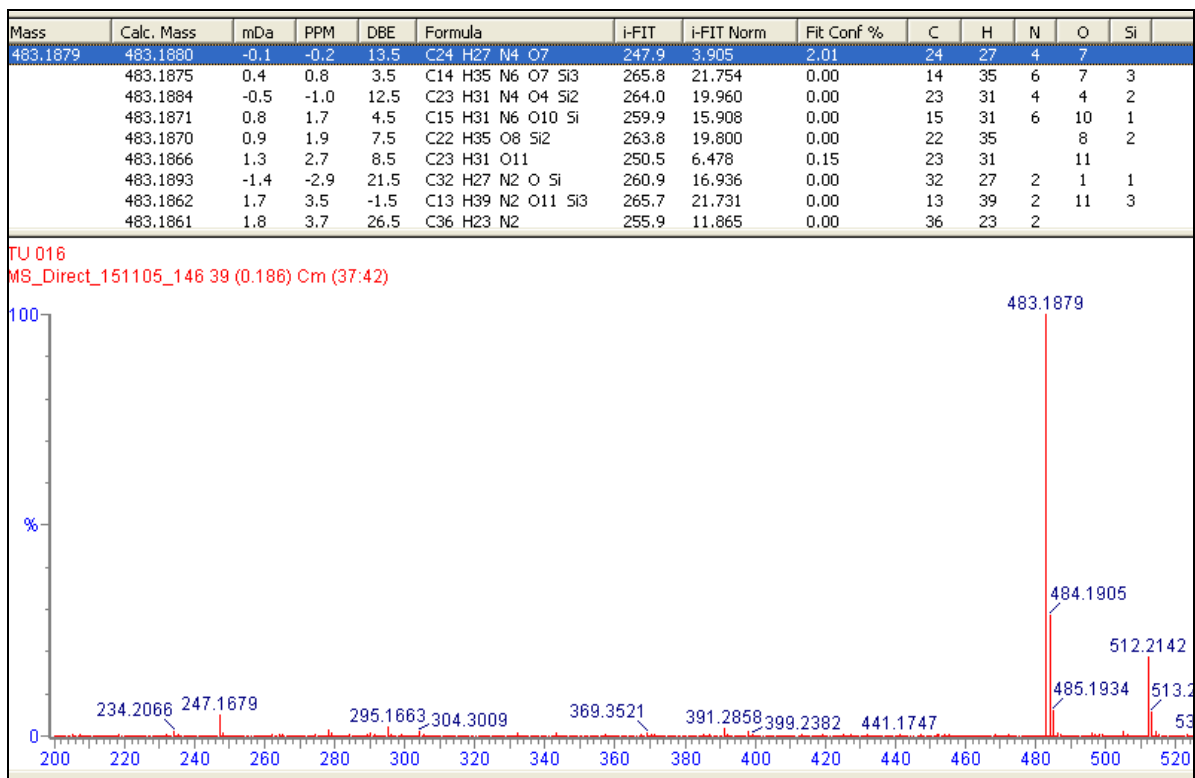 Mass Calc. Mass mDa PPM DBE Formula i-FIT i-FIT Norm Fit Conf % C H N O Si
483.1879 483.1880 -0.1 -0.2 13.5 C24 H27 N4 O7 247.9 3.905 2.01 24 27 4 7
483.1875 0.4 0.8 3.5 C14 H35 N6 O7 Si3 265.8 21.754 0.00 14 35 6 7 3
483.1884 -0.5 -1.0 12.5 C23 H31 N4 O4 Si2 264.0 19.960 0.00 23 31 4 4 2
483.1871 0.8 1.7 4.5 C15 H31 N6 O10 Si 259.9 15.908 0.00 15 31 6 10 1
483.1870 0.9 1.9 7.5 C22 H35 O8 Si2 263.8 19.800 0.00 22 35 8 2
483.1866 1.3 2.7 8.5 C23 H31 O11 250.5 6.478 0.15 23 31 11
483.1893 -1.4 -2.9 21.5 C32 H27 N2 O Si 260.9 16.936 0.00 32 27 2 1 1
483.1862 1.7 3.5 -1.5 C13 H39 N2 O11 Si3 265.7 21.731 0.00 13 39 2 11 3
483.1861 1.8 3.7 26.5 C36 H23 N2 255.9 11.865 0.00 36 23 2
TU 016
MS_Direct_151105_146 39 (0.186) Cm (37:42)
483.1879
100
484.1905
512.2142
%
485.1934 513.2
234.2066 247.1679 295.1663 304.3009 369.3521 391.2858 399.2382 441.1747 53
0
200 220 240 260 280 300 320 340 360 380 400 420 440 460 480 500 520